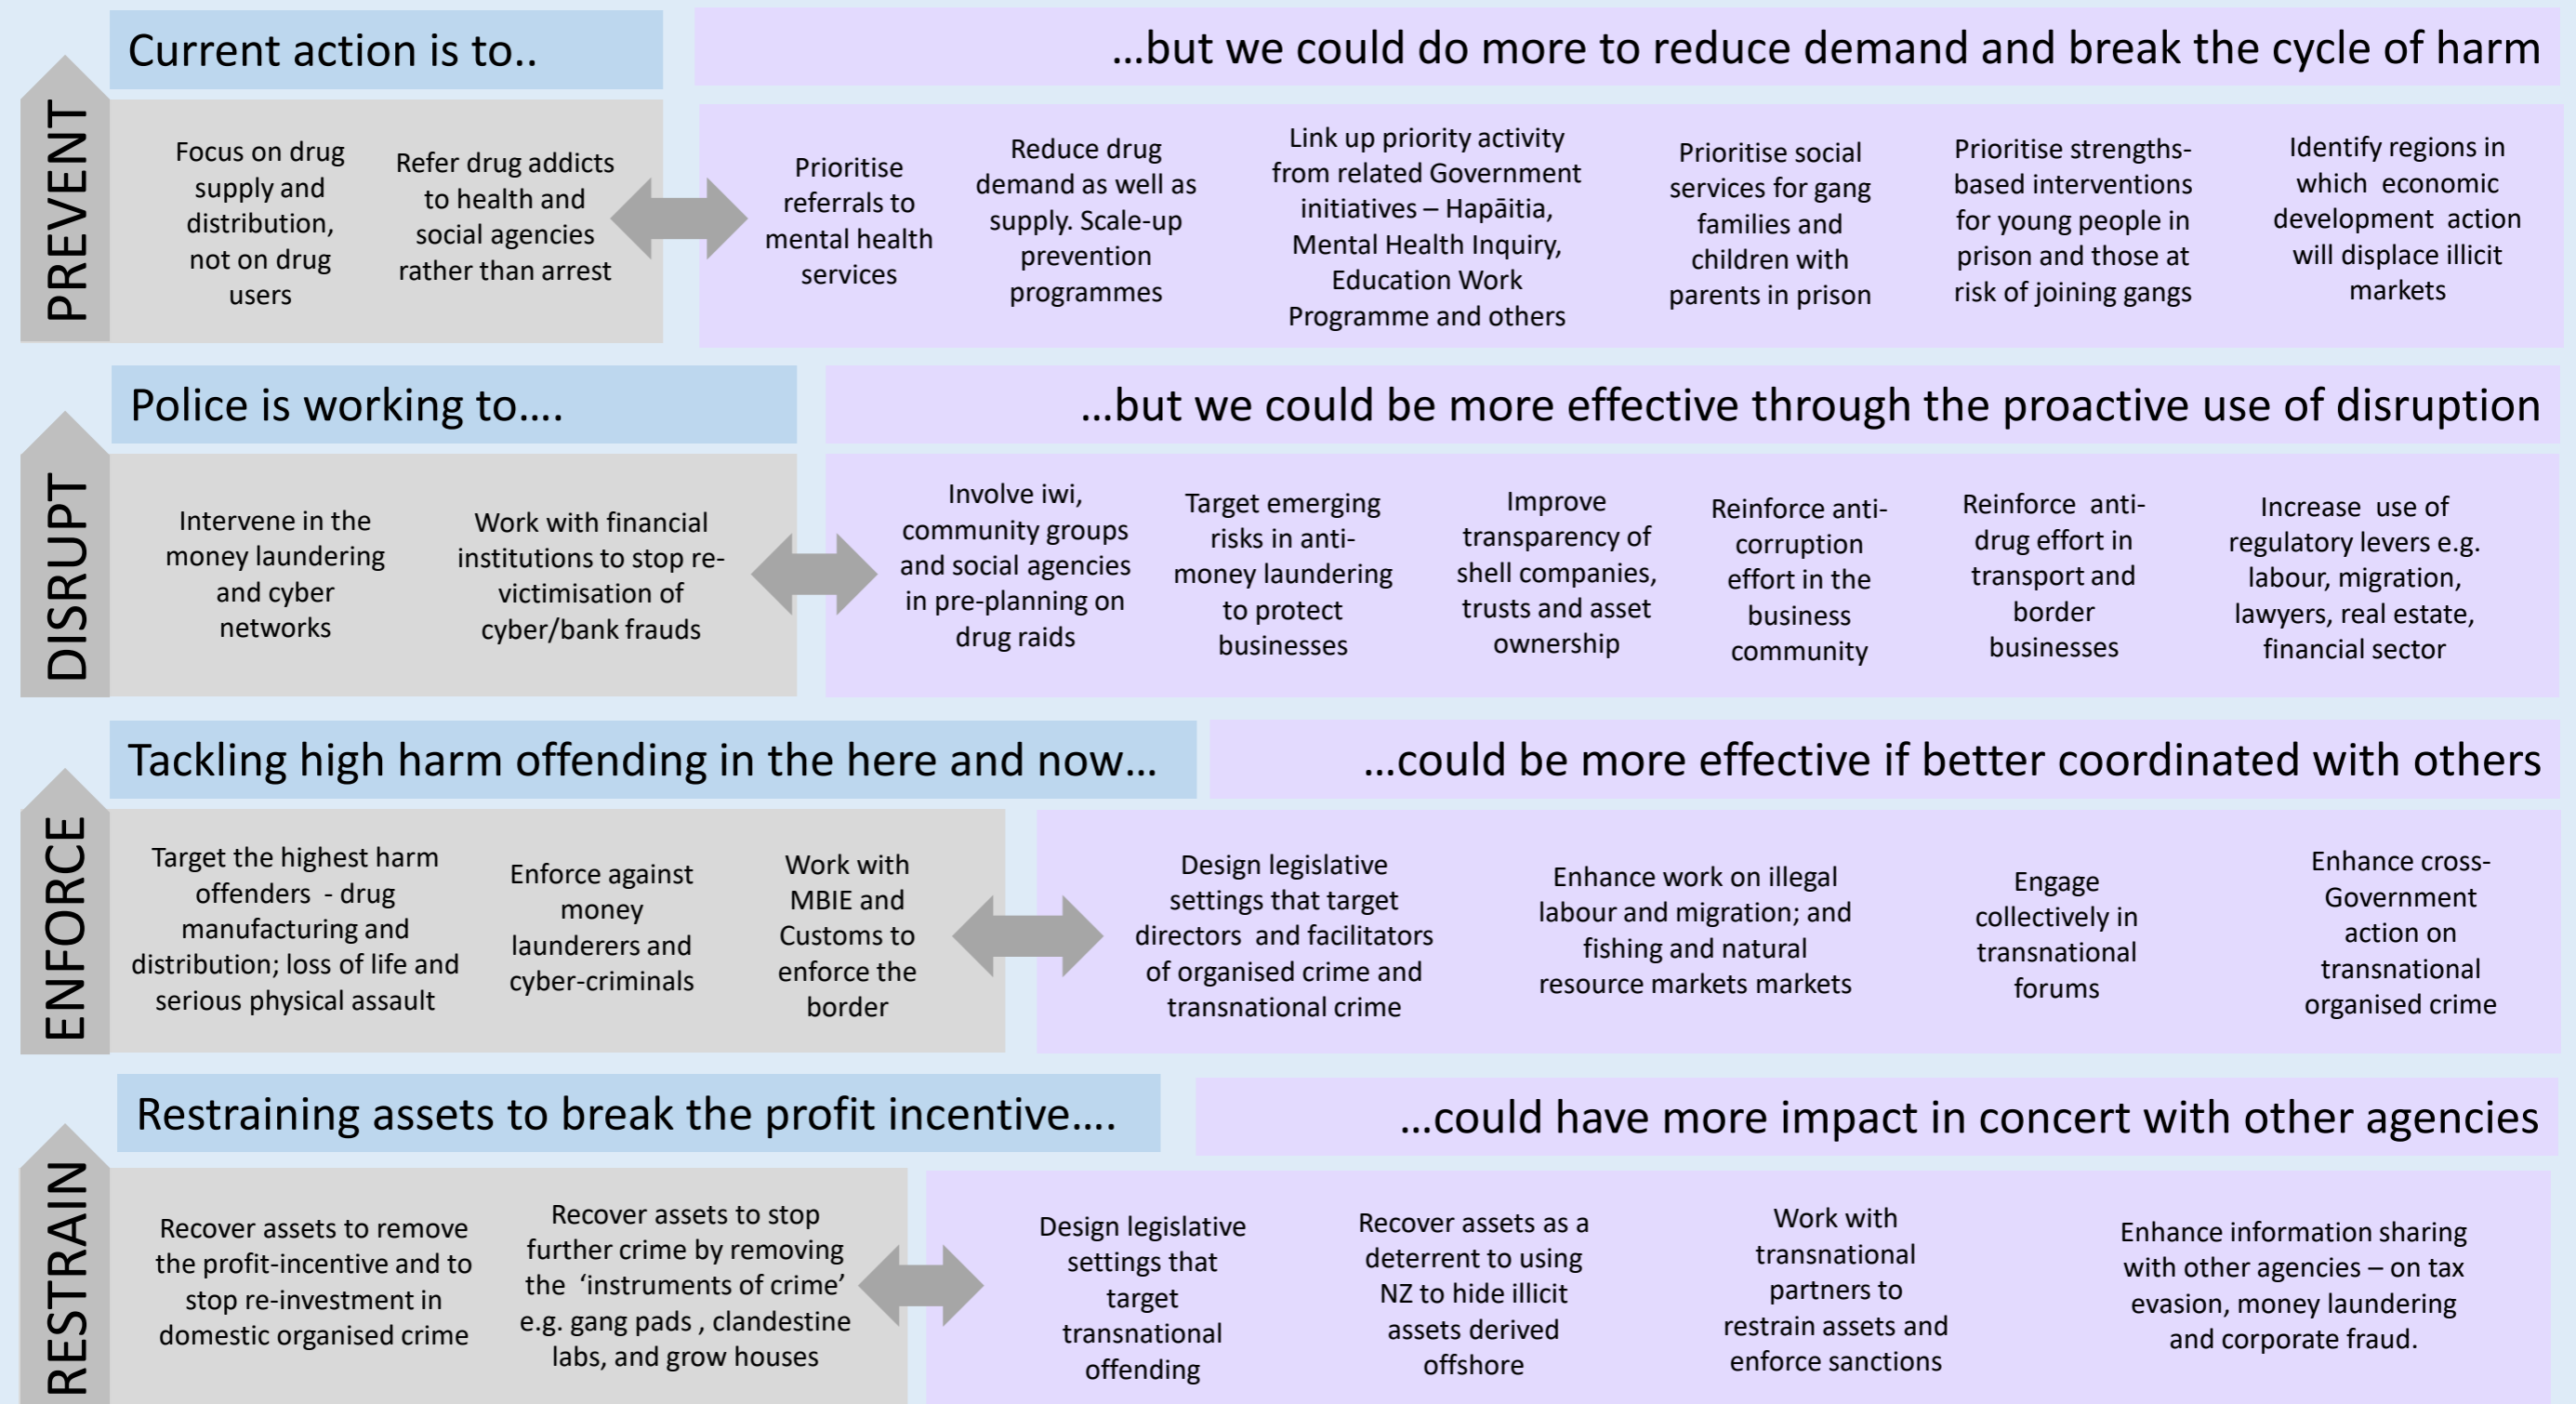 PREVENT
Current action is to..
...but we could do more to reduce demand and break the cycle of harm
Focus on drug
supply and
distribution,
not on drug
users
Refer drug addicts
to health and
social agencies
rather than arrest
Prioritise
referrals to
mental health
services
Reduce drug
demand as well as
supply. Scale-up
prevention
programmes
Link up priority activity
from related Government
initiatives – Hapāitia,
Mental Health Inquiry,
Education Work
Programme and others
Prioritise social
services for gang
families and
children with
parents in prison
Prioritise strengths-
based interventions
for young people in
prison and those at
risk of joining gangs
Identify regions in
which economic
development action
will displace illicit
markets
DISRUPT
Police is working to....
...but we could be more effective through the proactive use of disruption
Intervene in the
money laundering
and cyber
networks
Work with financial
institutions to stop re-
victimisation of
cyber/bank frauds
Involve iwi,
community groups
and social agencies
in pre-planning on
drug raids
Target emerging
risks in anti-
money laundering
to protect
businesses
Improve
transparency of
shell companies,
trusts and asset
ownership
Reinforce anti-
corruption
effort in the
business
community
Reinforce anti-
drug effort in
transport and
border
businesses
Increase use of
regulatory levers e.g.
labour, migration,
lawyers, real estate,
financial sector
ENFORCE
Tackling high harm offending in the here and now...
...could be more effective if better coordinated with others
Target the highest harm
offenders - drug
manufacturing and
distribution; loss of life and
serious physical assault
Enforce against
money
launderers and
cyber-criminals
Work with
MBIE and
Customs to
enforce the
border
Design legislative
settings that target
directors and facilitators
of organised crime and
transnational crime
Enhance work on illegal
labour and migration; and
fishing and natural
resource markets markets
Engage
collectively in
transnational
forums
Enhance cross-
Government
action on
transnational
organised crime
RESTRAIN
Restraining assets to break the profit incentive....
...could have more impact in concert with other agencies
Recover assets to remove
the profit-incentive and to
stop re-investment in
domestic organised crime
Recover assets to stop
further crime by removing
the ‘instruments of crime’
e.g. gang pads , clandestine
labs, and grow houses
Design legislative
settings that
target
transnational
offending
Recover assets as a
deterrent to using
NZ to hide illicit
assets derived
offshore
Work with
transnational
partners to
restrain assets and
enforce sanctions
Enhance information sharing
with other agencies – on tax
evasion, money laundering
and corporate fraud.